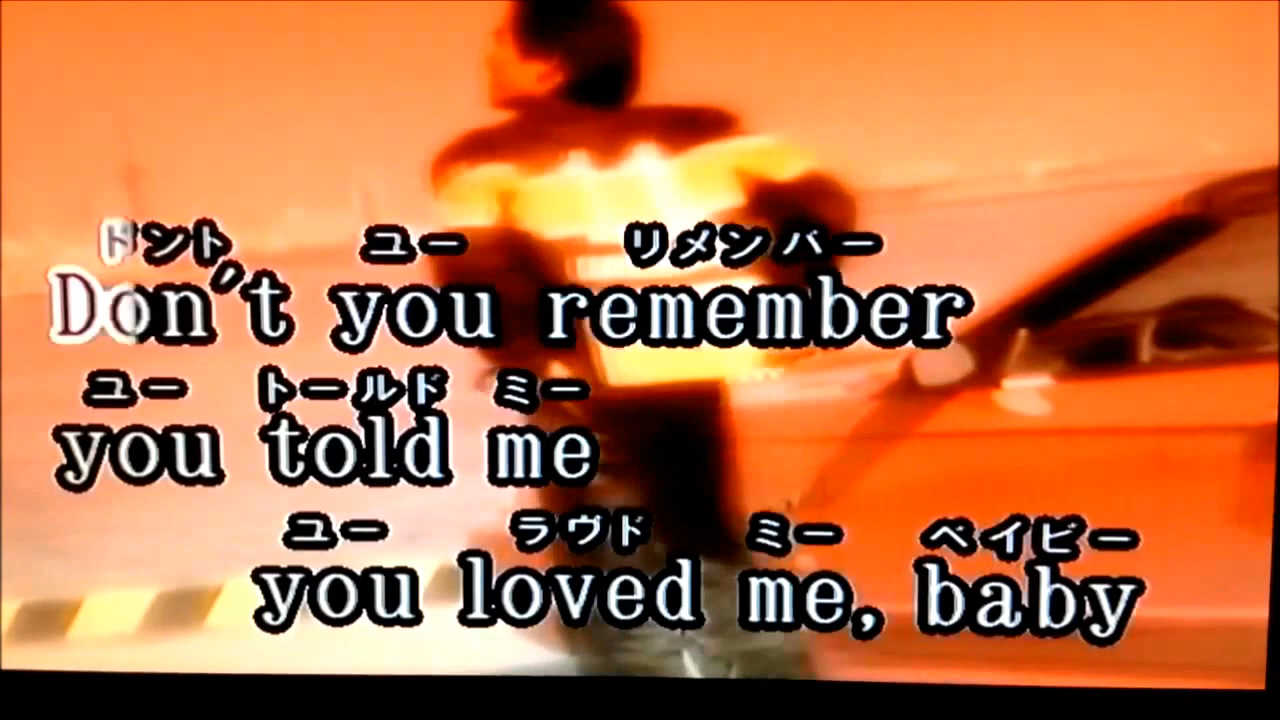 ドント ユー リメンバー
Don't you remember
ユー トールド ミー
you told me
ユー ラヴド ミー ベイビー
you loved me, baby